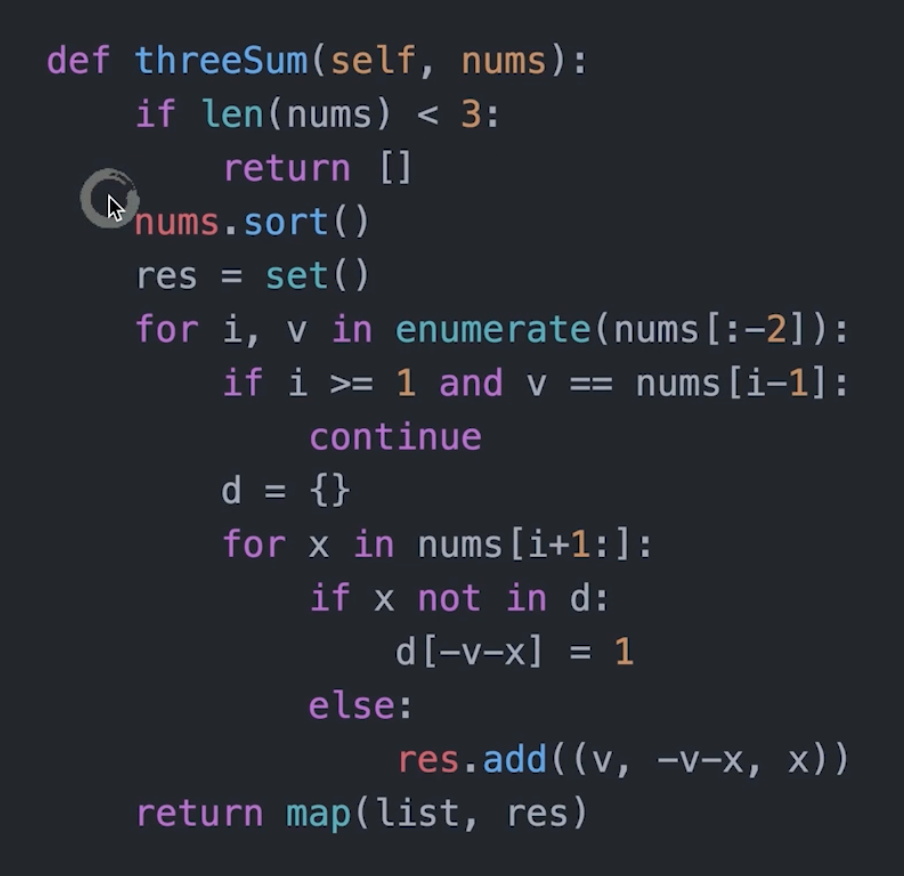 def threeSum(self, nums):
    if len(nums) < 3:
        return []
    nums.sort()
    res = set()
    for i, v in enumerate(nums[:-2]):
        if i >= 1 and v == nums[i-1]:
            continue
        d = {}
        for x in nums[i+1:]:
            if x not in d:
                d[-v-x] = 1
            else:
                res.add((v, -v-x, x))
    return map(list, res)